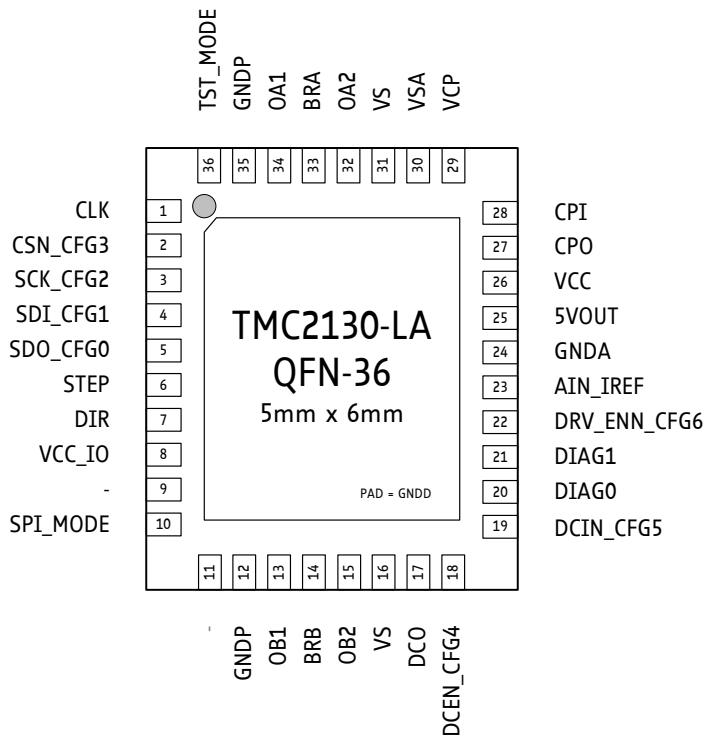 TST_MODE
GNDP
OA1
BRA
OA2
VS
VSA
VCP
36
35
34
33
32
31
30
29
CLK 1
CSN_CFG3 2
SCK_CFG2 3
SDI_CFG1 4
SDO_CFG0 5
STEP 6
DIR 7
VCC_IO 8
- 9
SPI_MODE 10
TMC2130-LA
QFN-36
5mm x 6mm
PAD = GNDD
28 CPI
27 CPO
26 VCC
25 5VOUT
24 GNDA
23 AIN_IREF
22 DRV_ENN_CFG6
21 DIAG1
20 DIAG0
19 DCIN_CFG5
11
12
13
14
15
16
17
18
-
GNDP
OB1
BRB
OB2
VS
DCO
DCEN_CFG4